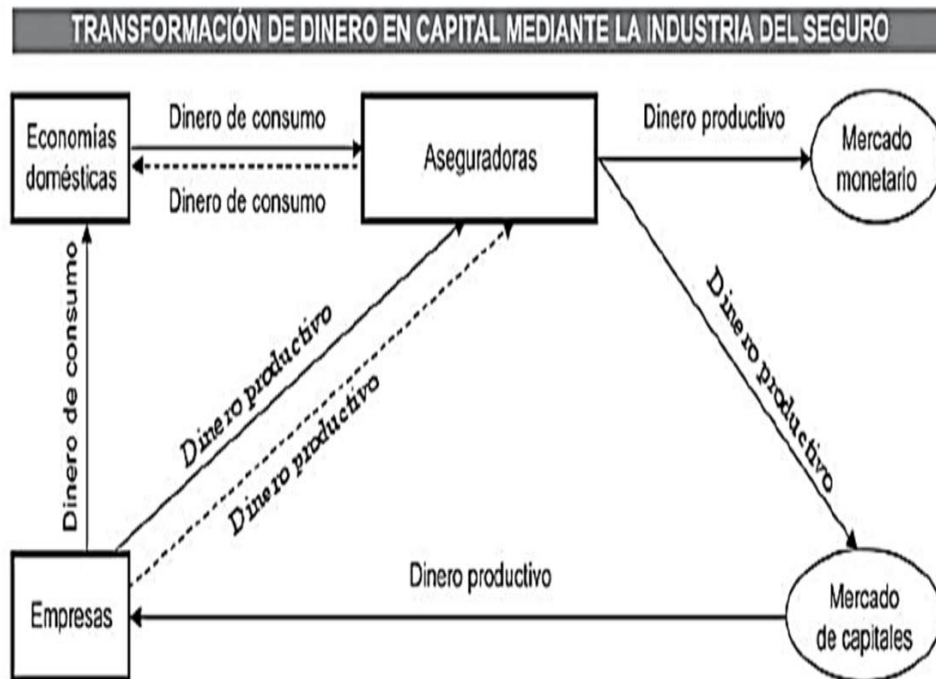 TRANSFORMACIÓN DE DINERO EN CAPITAL MEDIANTE LA INDUSTRIA DEL SEGURO
Economías
domésticas
Dinero de consumo
Dinero de consumo
Aseguradoras
Dinero productivo
Mercado
monetario
Dinero de consumo
Dinero productivo
Dinero productivo
Dinero productivo
Empresas
Dinero productivo
Mercado
de capitales